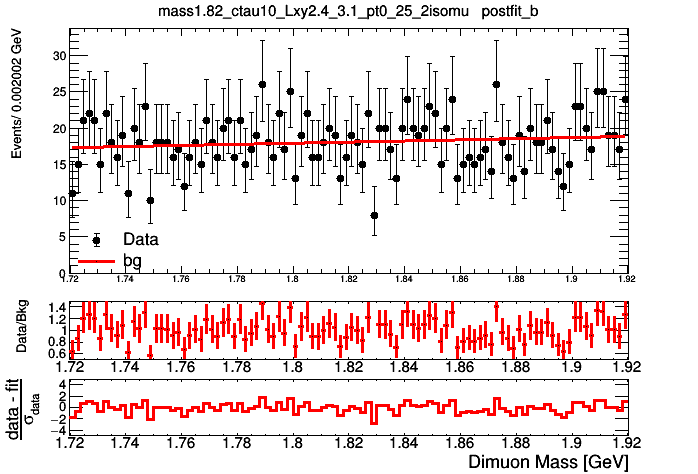 mass1.82_ctau10_Lxy2.4_3.1_pt0_25_2isomu postfit_b
Events/ 0.002002 GeV
30
25
20
15
10
5
0
Data
bg
1.72 1.74 1.76 1.78 1.8 1.82 1.84 1.86 1.88 1.9 1.92
Data/Bkg
1.4
1.2
1
0.8
0.6
1.72 1.74 1.76 1.78 1.8 1.82 1.84 1.86 1.88 1.9 1.92
data - fit
σdata
4
2
0
−2
−4
1.72 1.74 1.76 1.78 1.8 1.82 1.84 1.86 1.88 1.9 1.92
Dimuon Mass [GeV]